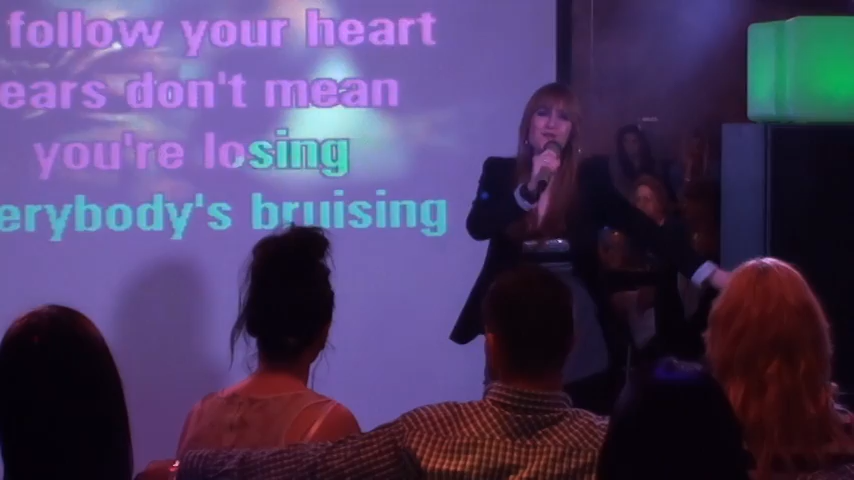 follow your heart
ears don't mean
you're losing
erybody's bruising